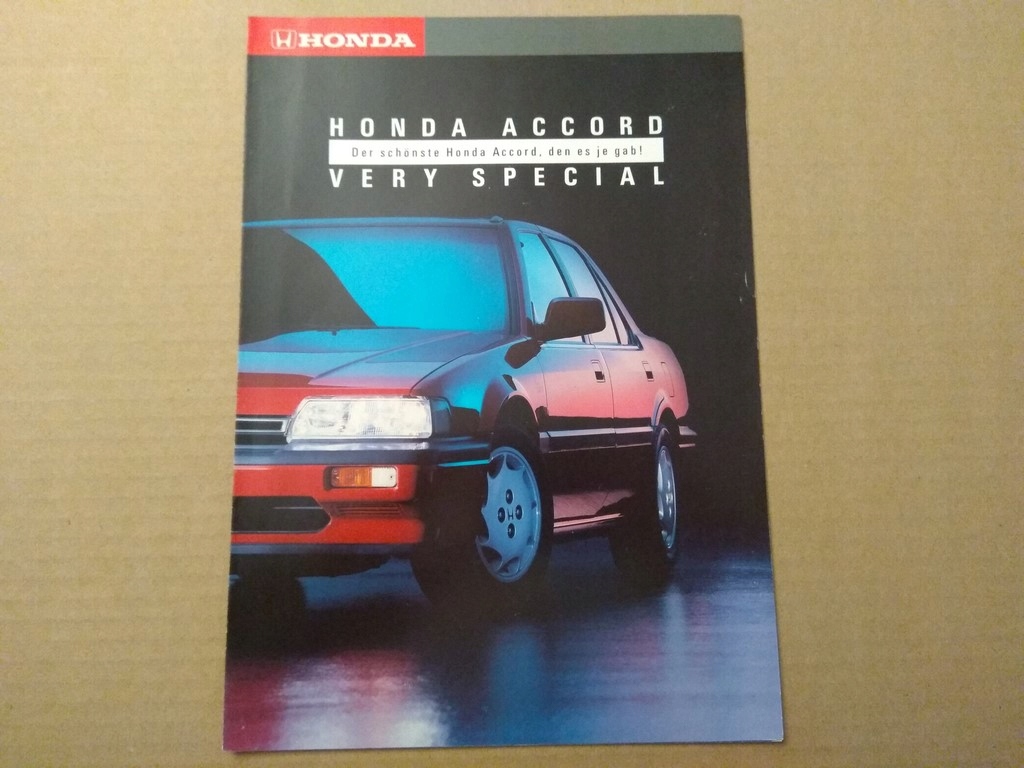 HONDA
HONDA ACCORD
Der schönste Honda Accord, den es je gab!
VERY SPECIAL